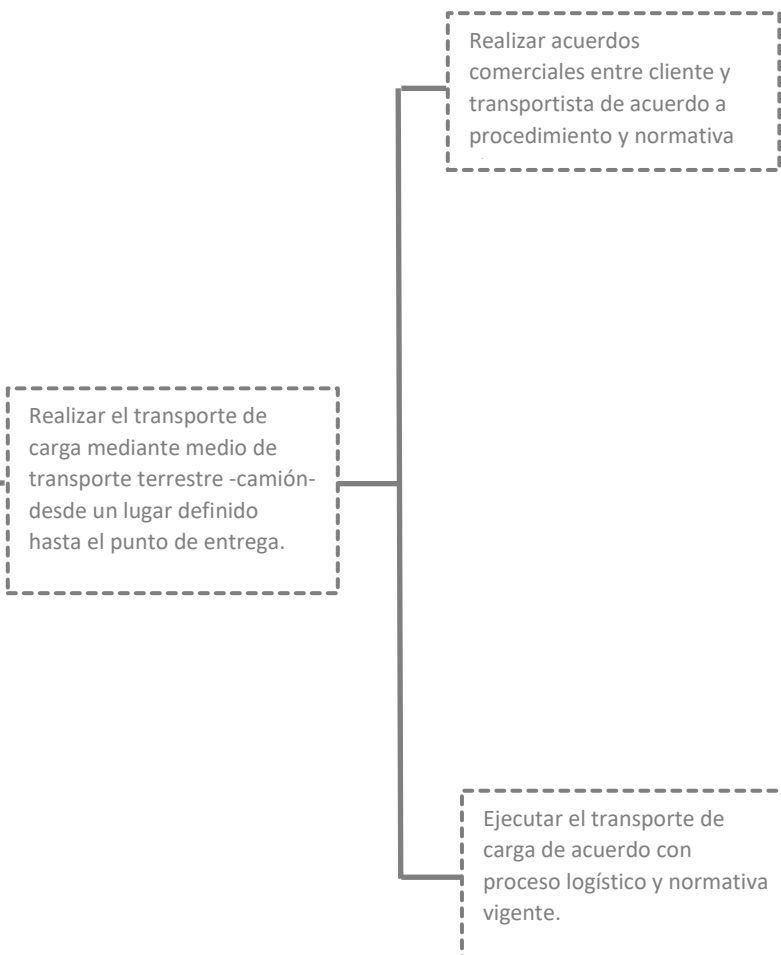 Realizar acuerdos
comerciales entre cliente y
transportista de acuerdo a
procedimiento y normativa
Realizar el transporte de
carga mediante medio de
transporte terrestre -camión-
desde un lugar definido
hasta el punto de entrega.
Ejecutar el transporte de
carga de acuerdo con
proceso logístico y normativa
vigente.